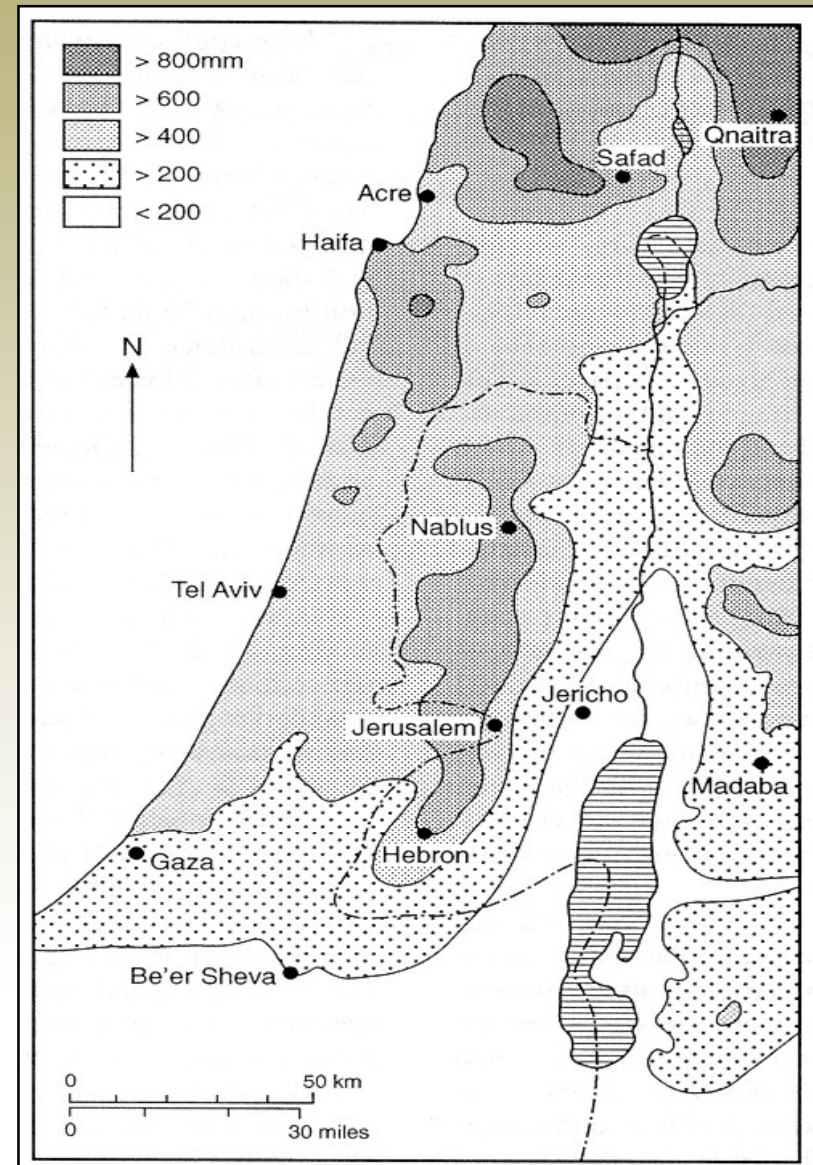 > 800mm
> 600
> 400
> 200
< 200
Qnaitra
Safad
Acre
Haifa
N
Nablus
Tel Aviv
Jericho
Jerusalem
Madaba
Hebron
Gaza
Be'er Sheva
0 50 km
0 30 miles